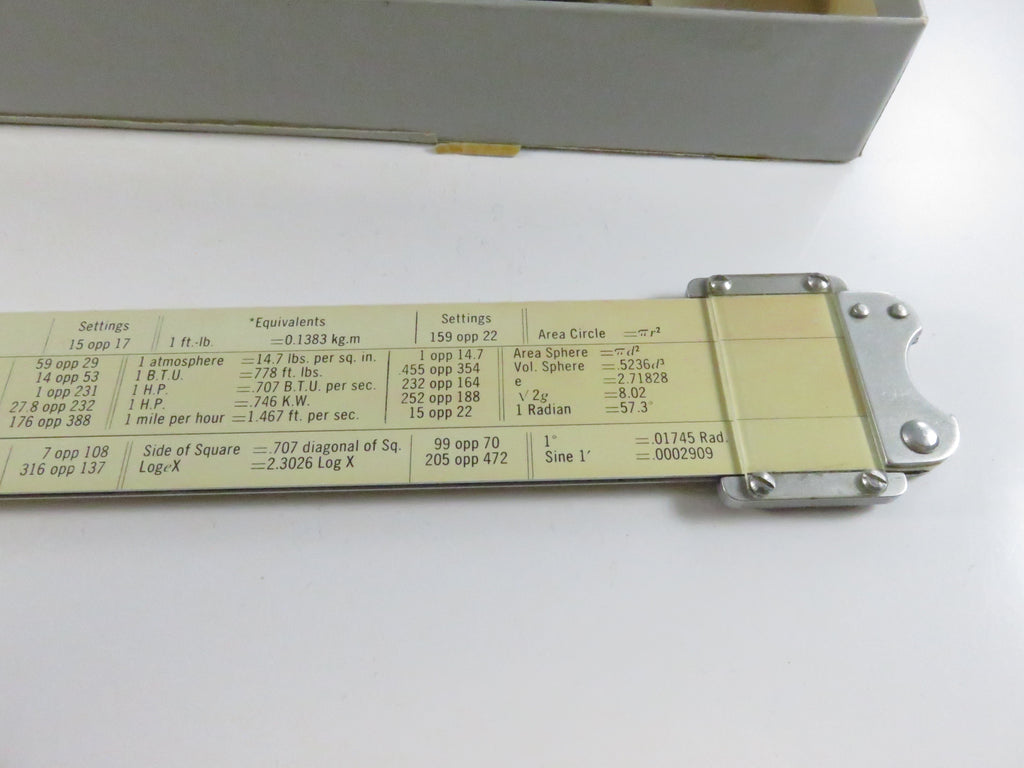 Settings *Equivalents Settings
15 opp 17 1 ft.-lb. =0.1383 kg.m 159 opp 22 Area Circle =πr²
59 opp 29 1 atmosphere =14.7 lbs. per sq. in. 1 opp 14.7 Area Sphere =πd²
14 opp 53 1 B.T.U. =778 ft. lbs. 455 opp 354 Vol. Sphere =.5236d³
1 opp 231 1 H.P. =.707 B.T.U. per sec. 232 opp 164 e =2.71828
27.8 opp 232 1 H.P. =.746 K.W. 252 opp 188 √2g =8.02
176 opp 388 1 mile per hour =1.467 ft. per sec. 15 opp 22 1 Radian =57.3°
7 opp 108 Side of Square =.707 diagonal of Sq. 99 opp 70 1° =.01745 Rad.
316 opp 137 LogeX =2.3026 Log X 205 opp 472 Sine 1′ =.0002909